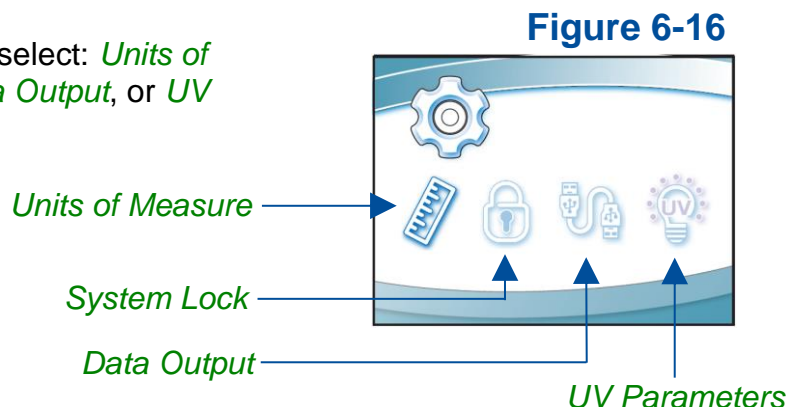 Figure 6-16
select: Units of
Output, or UV
Units of Measure
UV
System Lock
Data Output
UV Parameters